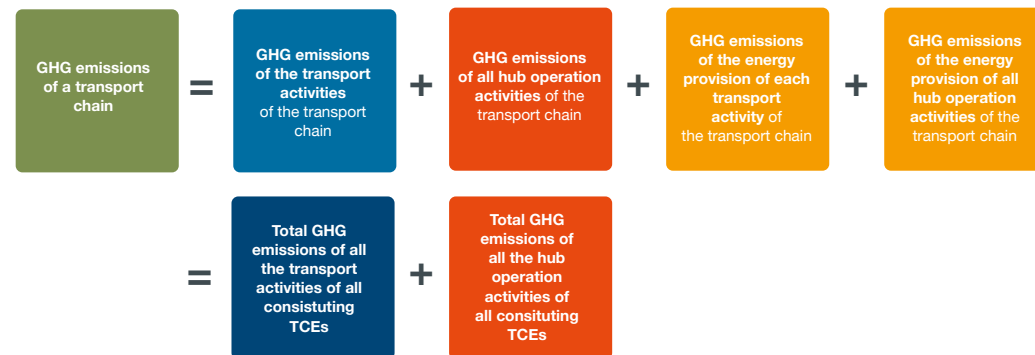 GHG emissions
of a transport
chain
=
GHG emissions
of the transport
activities
of the transport
chain
+
GHG emissions
of all hub operation
activities of the
transport chain
+
GHG emissions
of the energy
provision of each
transport
activity of
the transport chain
+
GHG emissions
of the energy
provision of all
hub operation
activities of the
transport chain
=
Total GHG
emissions of all
the transport
activities of all
consistuting
TCEs
+
Total GHG
emissions of
all the hub
operation
activities of
all consituting
TCEs